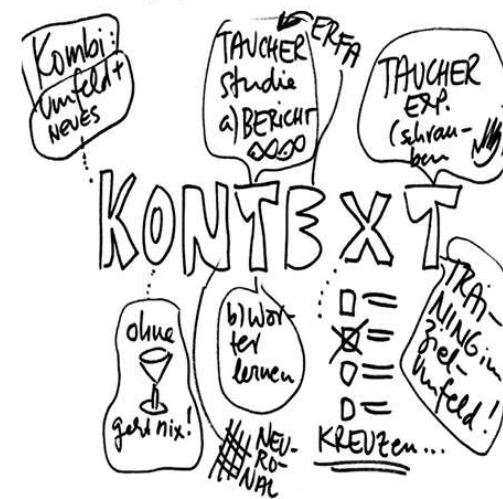 Kombi:
Umfeld +
NEUES
TAUCHER
Studie
a) BERICHT
ERFA
TAUCHER
EXP.
(schrau-
ben
KONTEXT
ohne
geht nix!
b) Wör-
ter
lernen
NEU-
RO-
NAL
KREUZEN...
TRAI-
NING im
Ziel-
Umfeld!